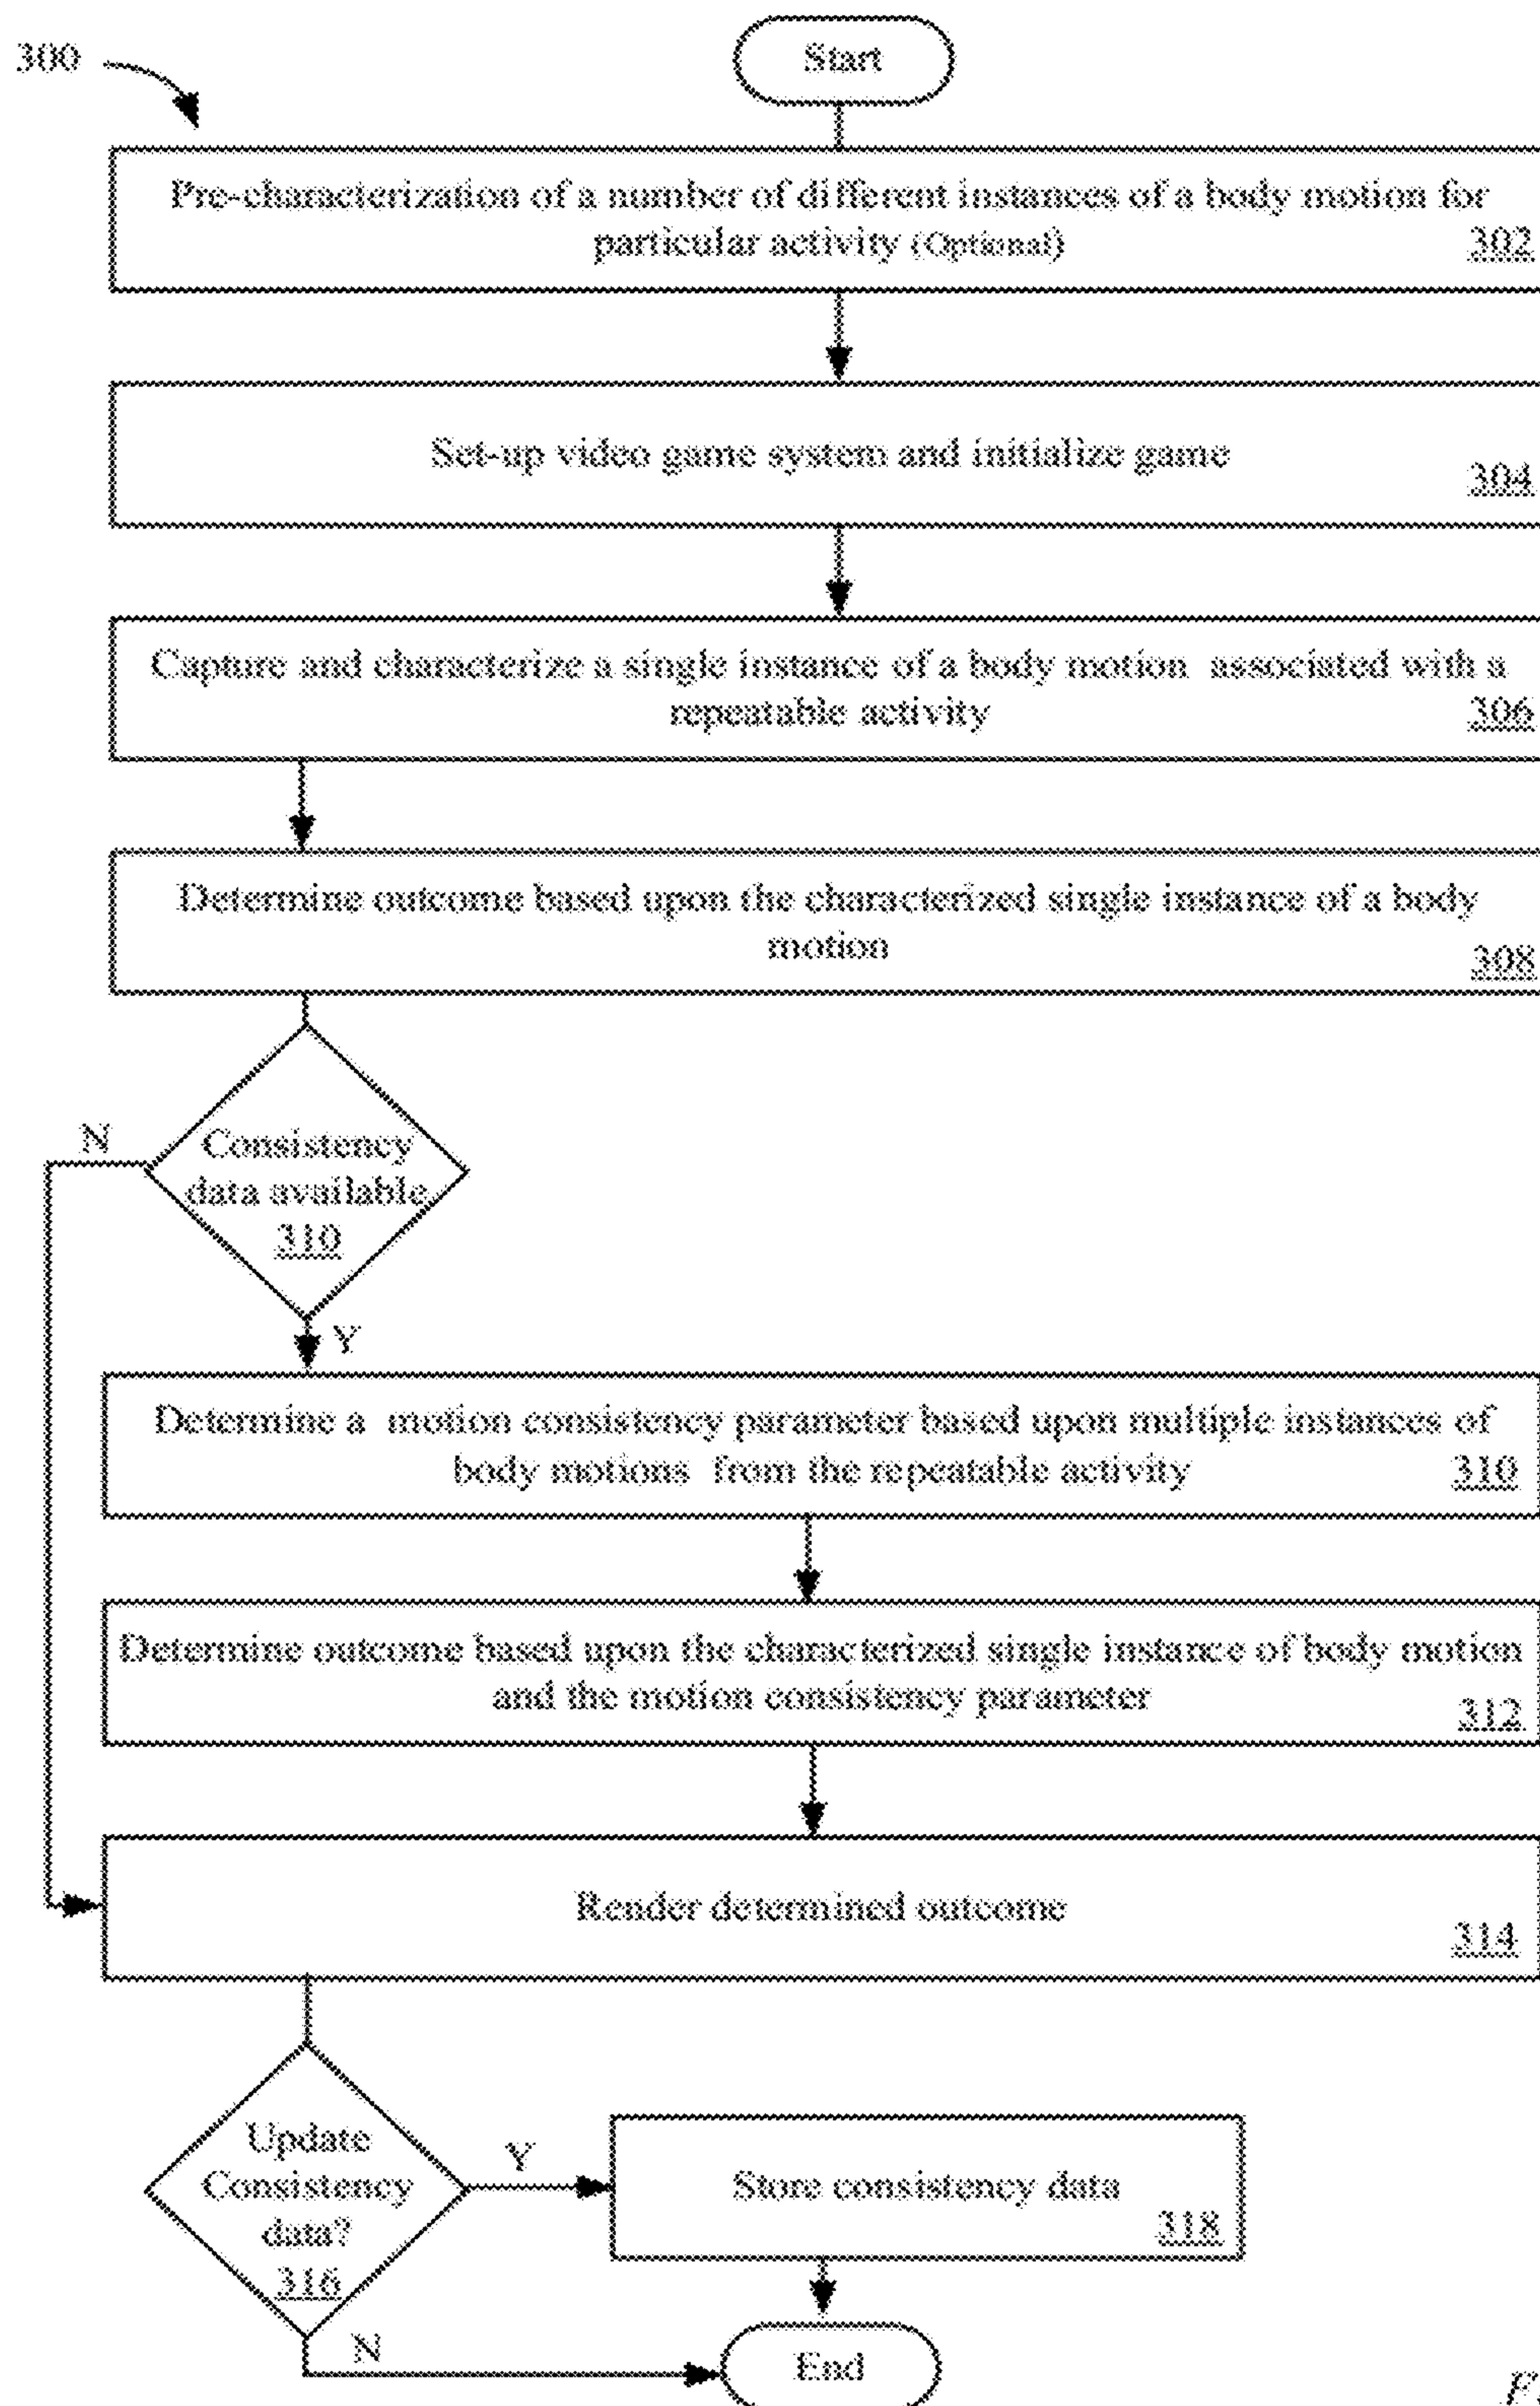 300
Start
Pre-characterization of a number of different instances of a body motion for
particular activity (Optional)
302
Set-up video game system and initialize game
304
Capture and characterize a single instance of a body motion associated with a
repeatable activity
306
Determine outcome based upon the characterized single instance of a body
motion
308
N
Consistency
data available
310
Y
Determine a motion consistency parameter based upon multiple instances of
body motions from the repeatable activity
310
Determine outcome based upon the characterized single instance of body motion
and the motion consistency parameter
312
Render determined outcome
314
Update
Consistency
data?
316
Y
Store consistency data
318
N
End